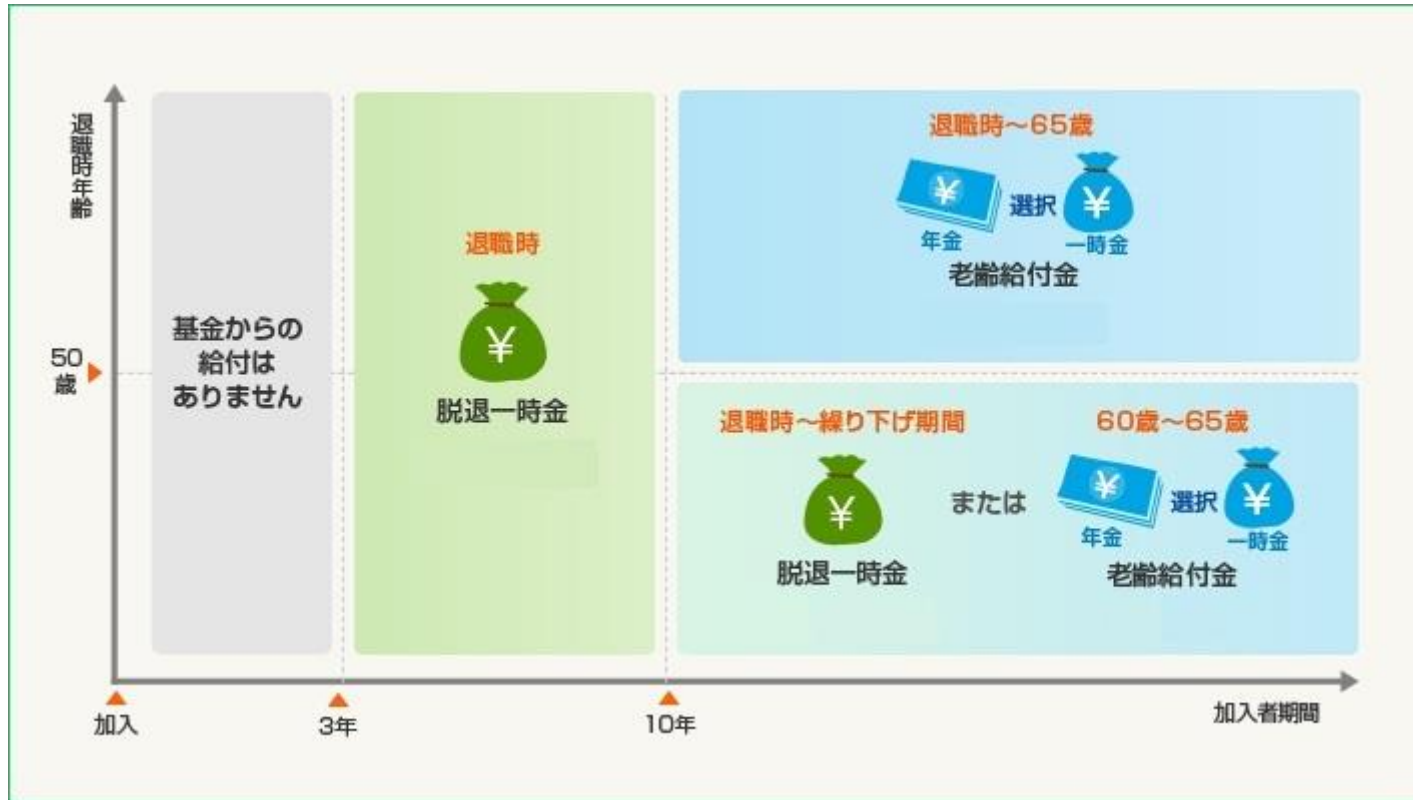 退職時年齢
50
歳
基金からの
給付は
ありません
退職時
¥
脱退一時金
退職時～65歳
¥
選択
¥
年金
一時金
老齢給付金
退職時～繰り下げ期間
¥
脱退一時金
または
60歳～65歳
¥
選択
¥
年金
一時金
老齢給付金
加入
3年
10年
加入者期間